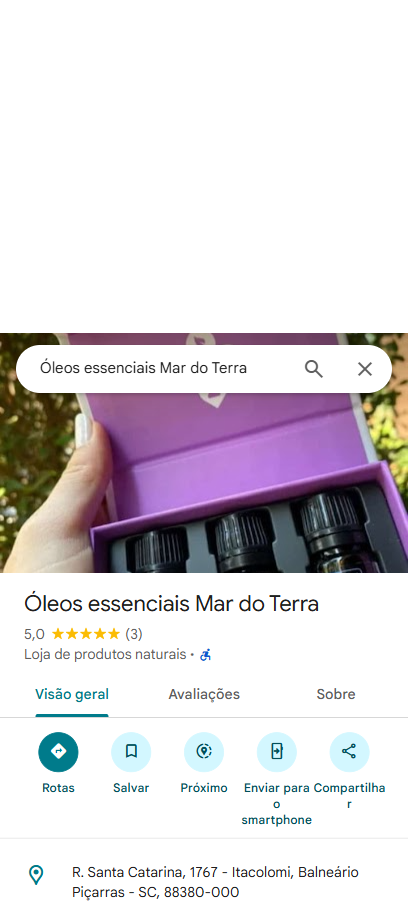 Óleos essenciais Mar do Terra
Óleos essenciais Mar do Terra
5,0 (3)
Loja de produtos naturais ·
Visão geral Avaliações Sobre
Rotas Salvar Próximo Enviar para o smartphone Compartilhar
R. Santa Catarina, 1767 - Itacolomi, Balneário
Piçarras - SC, 88380-000